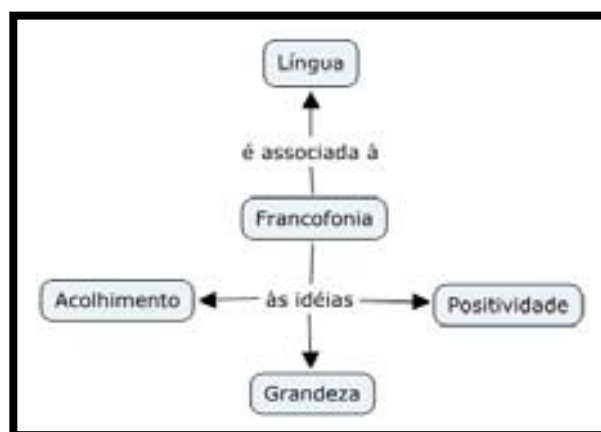 Língua
é associada à
Francofonia
Acolhimento
às idéias
Positividade
Grandeza